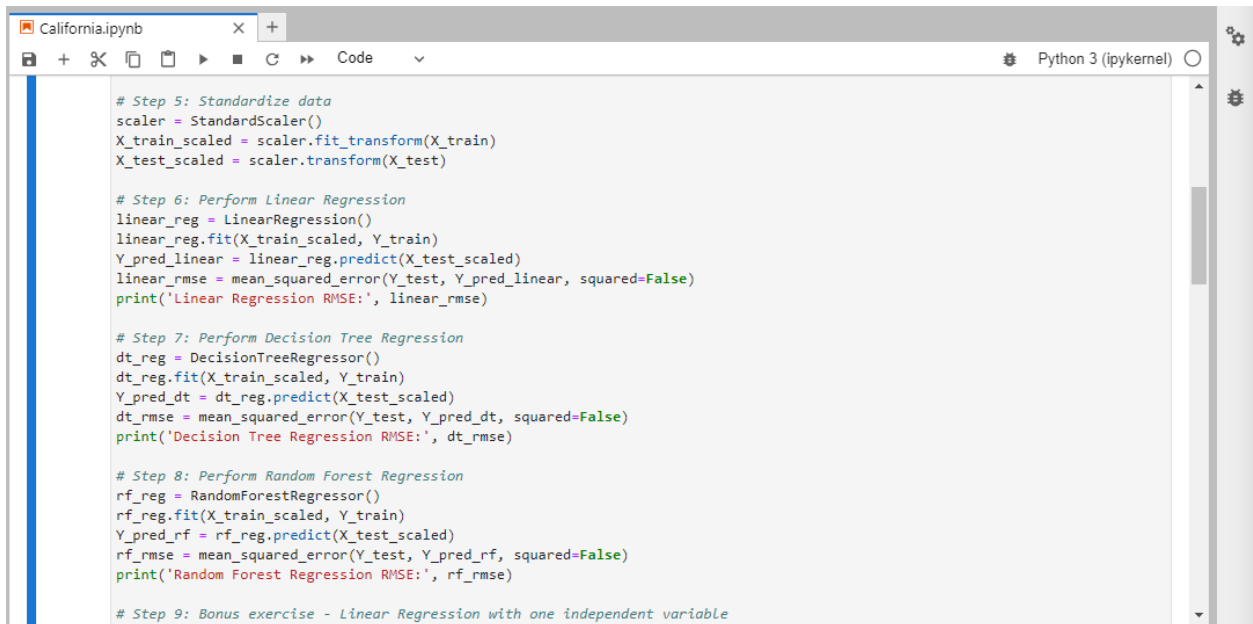 California.ipynb
Code
Python 3 (ipykernel)
# Step 5: Standardize data
scaler = StandardScaler()
X_train_scaled = scaler.fit_transform(X_train)
X_test_scaled = scaler.transform(X_test)
# Step 6: Perform Linear Regression
linear_reg = LinearRegression()
linear_reg.fit(X_train_scaled, Y_train)
Y_pred_linear = linear_reg.predict(X_test_scaled)
linear_rmse = mean_squared_error(Y_test, Y_pred_linear, squared=False)
print('Linear Regression RMSE:', linear_rmse)
# Step 7: Perform Decision Tree Regression
dt_reg = DecisionTreeRegressor()
dt_reg.fit(X_train_scaled, Y_train)
Y_pred_dt = dt_reg.predict(X_test_scaled)
dt_rmse = mean_squared_error(Y_test, Y_pred_dt, squared=False)
print('Decision Tree Regression RMSE:', dt_rmse)
# Step 8: Perform Random Forest Regression
rf_reg = RandomForestRegressor()
rf_reg.fit(X_train_scaled, Y_train)
Y_pred_rf = rf_reg.predict(X_test_scaled)
rf_rmse = mean_squared_error(Y_test, Y_pred_rf, squared=False)
print('Random Forest Regression RMSE:', rf_rmse)
# Step 9: Bonus exercise - Linear Regression with one independent variable